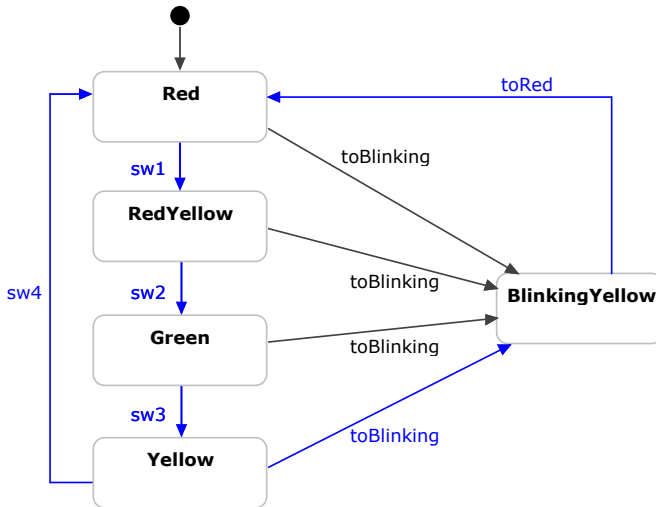 toRed
Red
toBlinking
sw1
RedYellow
toBlinking
sw2
sw4
BlinkingYellow
Green
toBlinking
sw3
toBlinking
Yellow